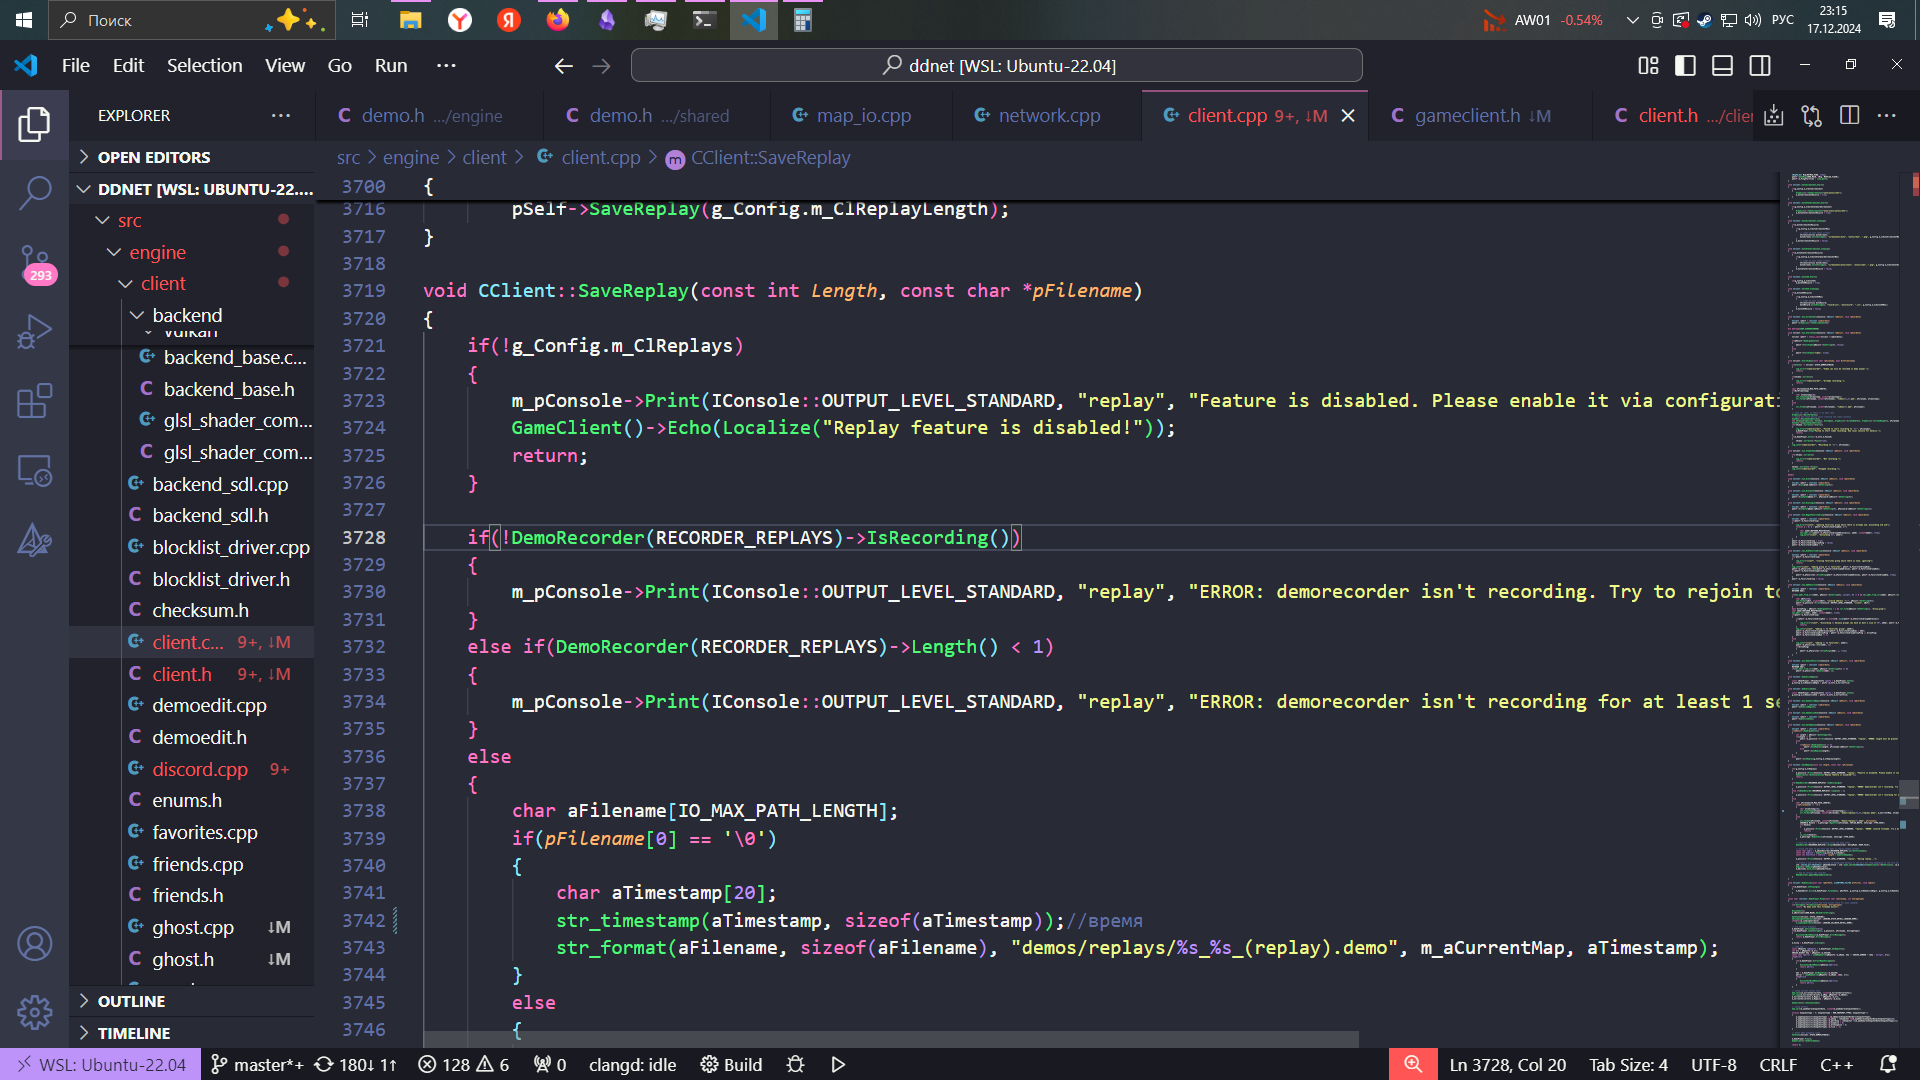 Поиск
AW01 -0.54%
РУС
23:15
17.12.2024
File Edit Selection View Go Run ···
ddnet [WSL: Ubuntu-22.04]
EXPLORER
demo.h .../engine
demo.h .../shared
map_io.cpp
network.cpp
client.cpp 9+, ↓M
gameclient.h ↓M
client.h .../clier
src > engine > client > client.cpp > CClient::SaveReplay
OPEN EDITORS
DDNET [WSL: UBUNTU-22....
src
engine
client
backend
vulkan
backend_base.c...
backend_base.h
glsl_shader_com...
glsl_shader_com...
backend_sdl.cpp
backend_sdl.h
blocklist_driver.cpp
blocklist_driver.h
checksum.h
client.c... 9+, ↓M
client.h 9+, ↓M
demoedit.cpp
demoedit.h
discord.cpp 9+
enums.h
favorites.cpp
friends.cpp
friends.h
ghost.cpp ↓M
ghost.h ↓M
OUTLINE
TIMELINE
293
3700 {
3716 pSelf->SaveReplay(g_Config.m_ClReplayLength);
3717 }
3718
3719 void CClient::SaveReplay(const int Length, const char *pFilename)
3720 {
3721 if(!g_Config.m_ClReplays)
3722 {
3723 m_pConsole->Print(IConsole::OUTPUT_LEVEL_STANDARD, "replay", "Feature is disabled. Please enable it via configurati
3724 GameClient()->Echo(Localize("Replay feature is disabled!"));
3725 return;
3726 }
3727
3728 if(!DemoRecorder(RECORDER_REPLAYS)->IsRecording())
3729 {
3730 m_pConsole->Print(IConsole::OUTPUT_LEVEL_STANDARD, "replay", "ERROR: demorecorder isn't recording. Try to rejoin to
3731 }
3732 else if(DemoRecorder(RECORDER_REPLAYS)->Length() < 1)
3733 {
3734 m_pConsole->Print(IConsole::OUTPUT_LEVEL_STANDARD, "replay", "ERROR: demorecorder isn't recording for at least 1 se
3735 }
3736 else
3737 {
3738 char aFilename[IO_MAX_PATH_LENGTH];
3739 if(pFilename[0] == '\0')
3740 {
3741 char aTimestamp[20];
3742 str_timestamp(aTimestamp, sizeof(aTimestamp));//время
3743 str_format(aFilename, sizeof(aFilename), "demos/replays/%s_%s_(replay).demo", m_aCurrentMap, aTimestamp);
3744 }
3745 else
3746 {
WSL: Ubuntu-22.04 master*+ 180↓ 1↑ 128 6 0 clangd: idle Build
Ln 3728, Col 20 Tab Size: 4 UTF-8 CRLF C++